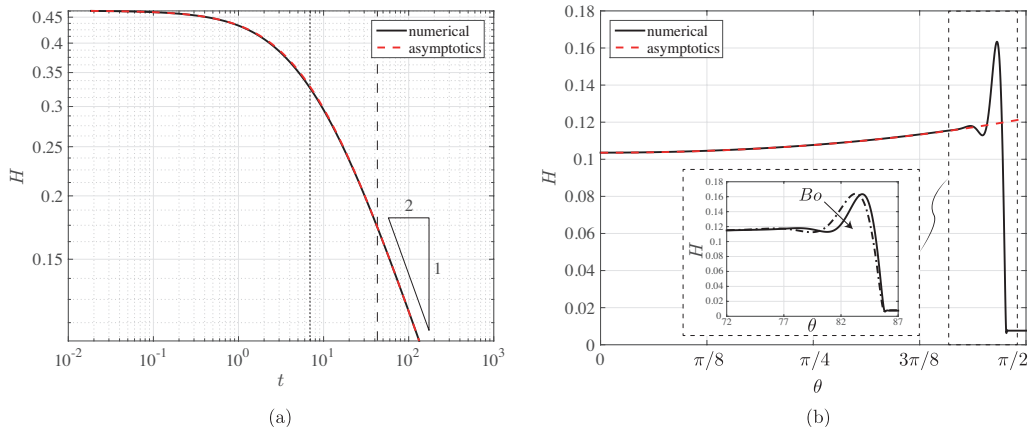 0.45
0.4
0.35
0.3
0.2
0.15
H
numerical
asymptotics
2
1
10^-2
10^-1
10^0
10^1
10^2
10^3
t
(a)
0.18
0.16
0.14
0.12
0.1
0.08
0.06
0.04
0.02
0
H
numerical
asymptotics
0.18
0.16
0.14
0.12
0.1
0.08
0.06
0.04
0.02
0
H
Bo
72
77
82
87
θ
0
π/8
π/4
3π/8
π/2
θ
(b)